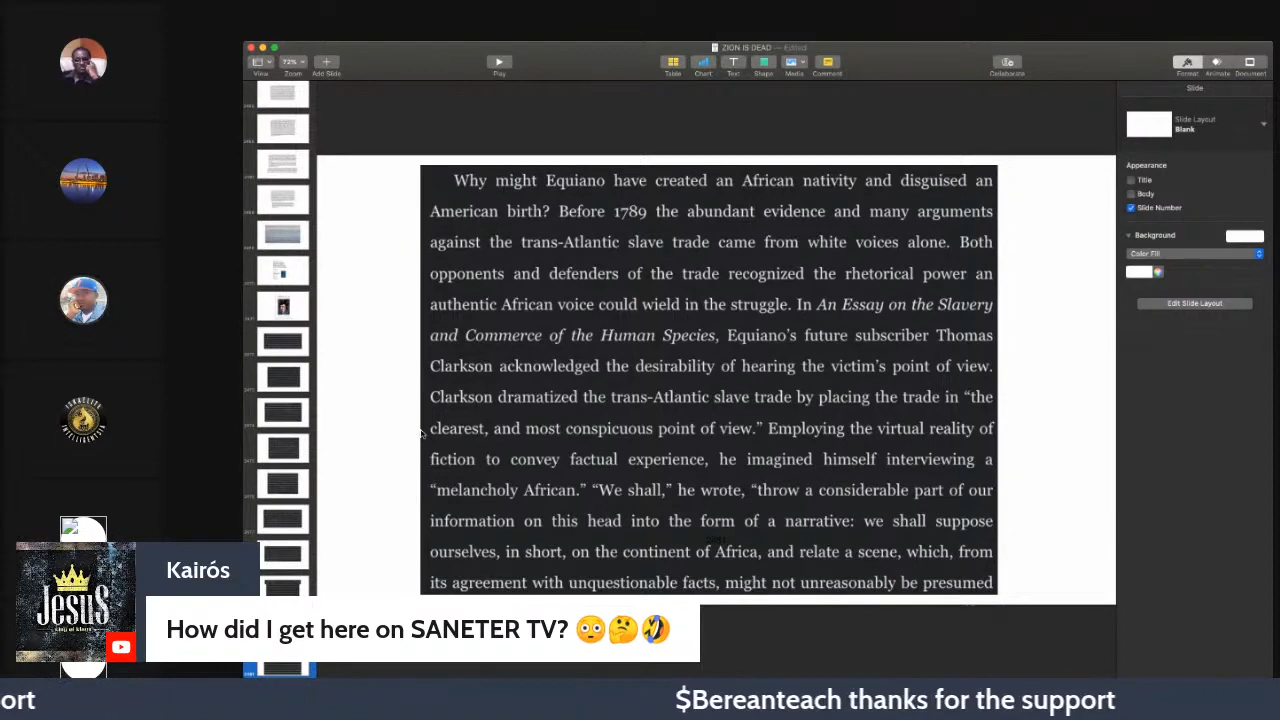 ZION IS DEAD — Edited
72%
View
Zoom
Add Slide
Play
Table
Chart
Text
Shape
Media
Comment
Collaborate
Format
Animate
Document
Slide
Slide Layout
Blank
Appearance
Title
Body
Slide Number
Background
Color Fill
Edit Slide Layout
Why might Equiano have created an African nativity and disguised an
American birth? Before 1789 the abundant evidence and many arguments
against the trans-Atlantic slave trade came from white voices alone. Both
opponents and defenders of the trade recognized the rhetorical power an
authentic African voice could wield in the struggle. In An Essay on the Slavery
and Commerce of the Human Species, Equiano’s future subscriber Thomas
Clarkson acknowledged the desirability of hearing the victim’s point of view.
Clarkson dramatized the trans-Atlantic slave trade by placing the trade in “the
clearest, and most conspicuous point of view.” Employing the virtual reality of
fiction to convey factual experience, he imagined himself interviewing a
“melancholy African.” “We shall,” he wrote, “throw a considerable part of our
information on this head into the form of a narrative: we shall suppose
ourselves, in short, on the continent of Africa, and relate a scene, which, from
its agreement with unquestionable facts, might not unreasonably be presumed
ISRAELITE
INTELLIGENTSIA
JESUS
King of Kings
Kairós
How did I get here on SANETER TV? 😳🤔🤣
ort
$Bereanteach thanks for the support